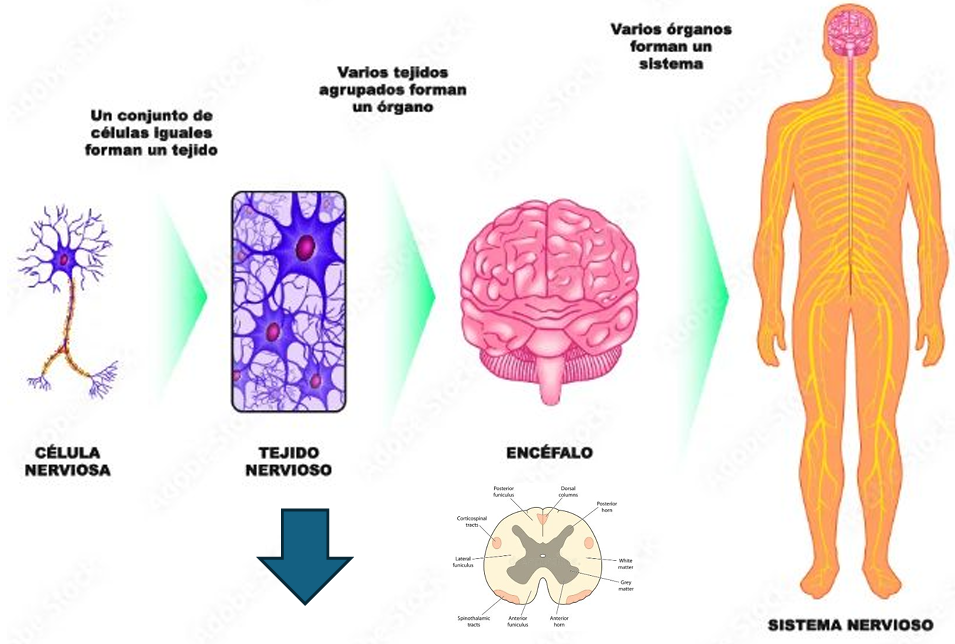 Un conjunto de
células iguales
forman un tejido
Varios tejidos
agrupados forman
un órgano
Varios órganos
forman un
sistema
CÉLULA
NERVIOSA
TEJIDO
NERVIOSO
ENCÉFALO
Posterior
funiculus
Dorsal
columns
Posterior
horn
Corticospinal
tracts
Lateral
funiculus
White
matter
Grey
matter
Spinothalamic
tracts
Anterior
funiculus
Anterior
horn
SISTEMA NERVIOSO